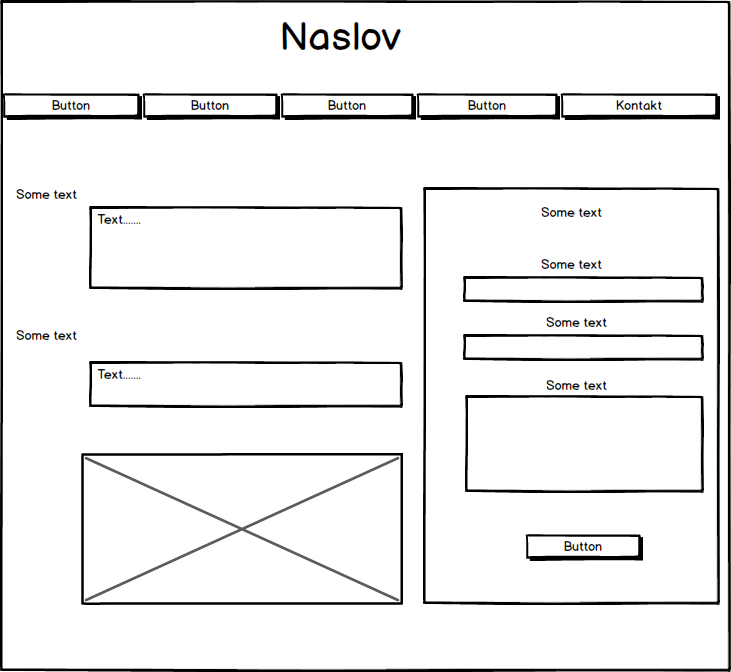 Naslov
Button
Button
Button
Button
Kontakt
Some text
Text.......
Some text
Text.......
Some text
Some text
Some text
Some text
Button